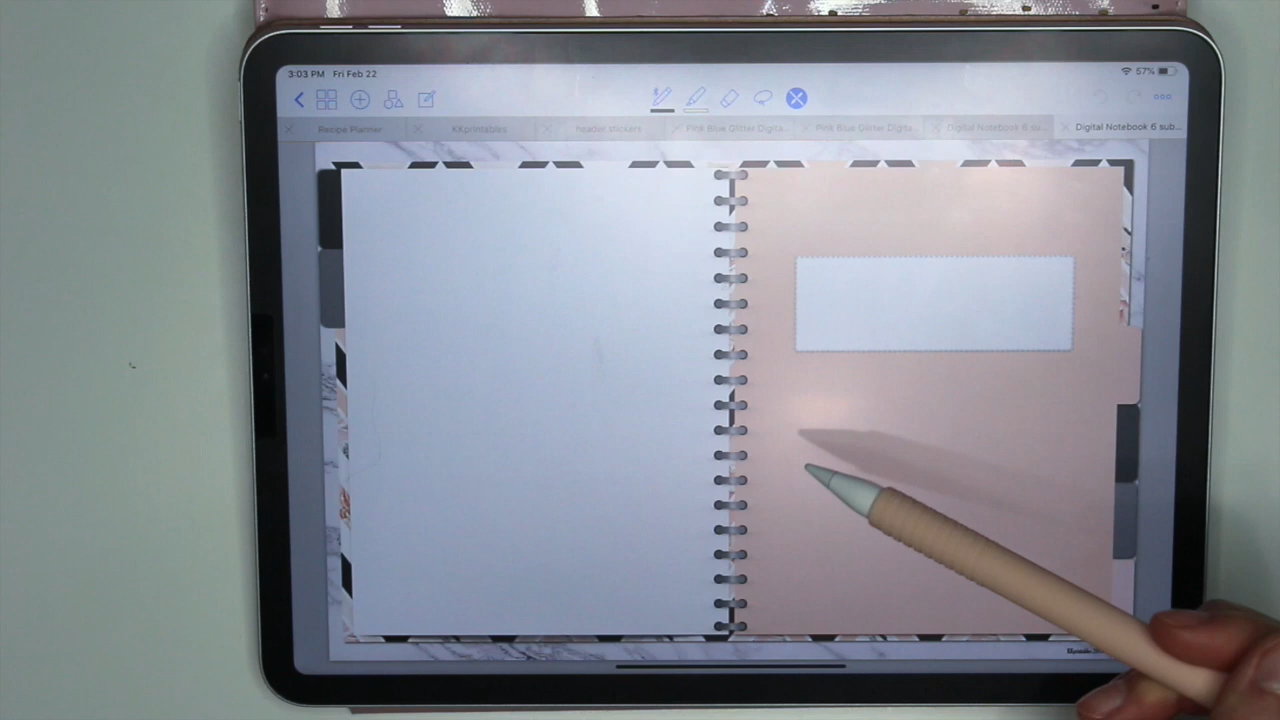 3:03 PM Fri Feb 22
57%
Recipe Planner
KKprintables
header stickers
Pink Blue Glitter Digita...
Pink Blue Glitter Digita...
Digital Notebook 6 su...
Digital Notebook 6 sub...